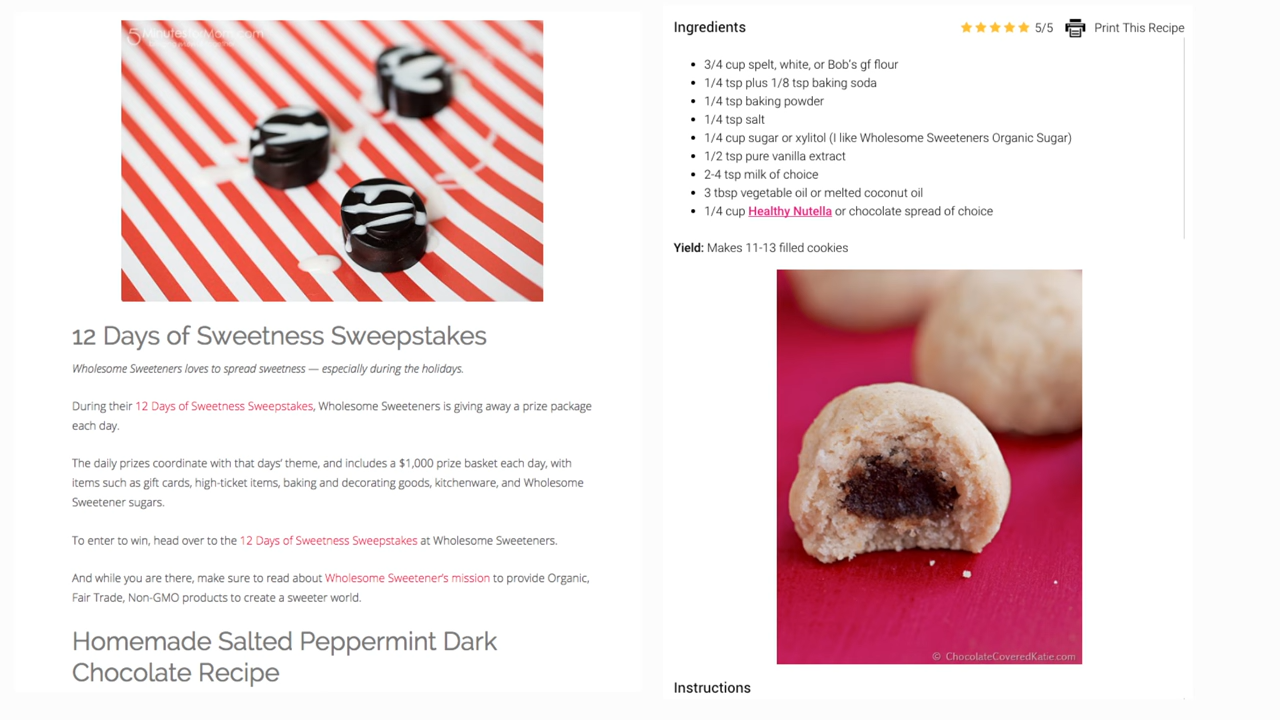 5 MinutesforMom.com
12 Days of Sweetness Sweepstakes
Wholesome Sweeteners loves to spread sweetness — especially during the holidays.
During their 12 Days of Sweetness Sweepstakes, Wholesome Sweeteners is giving away a prize package
each day.
The daily prizes coordinate with that days’ theme, and includes a $1,000 prize basket each day, with
items such as gift cards, high-ticket items, baking and decorating goods, kitchenware, and Wholesome
Sweetener sugars.
To enter to win, head over to the 12 Days of Sweetness Sweepstakes at Wholesome Sweeteners.
And while you are there, make sure to read about Wholesome Sweetener’s mission to provide Organic,
Fair Trade, Non-GMO products to create a sweeter world.
Homemade Salted Peppermint Dark
Chocolate Recipe
Ingredients
5/5 Print This Recipe
3/4 cup spelt, white, or Bob’s gf flour
1/4 tsp plus 1/8 tsp baking soda
1/4 tsp baking powder
1/4 tsp salt
1/4 cup sugar or xylitol (I like Wholesome Sweeteners Organic Sugar)
1/2 tsp pure vanilla extract
2-4 tsp milk of choice
3 tbsp vegetable oil or melted coconut oil
1/4 cup Healthy Nutella or chocolate spread of choice
Yield: Makes 11-13 filled cookies
© ChocolateCoveredKatie.com
Instructions